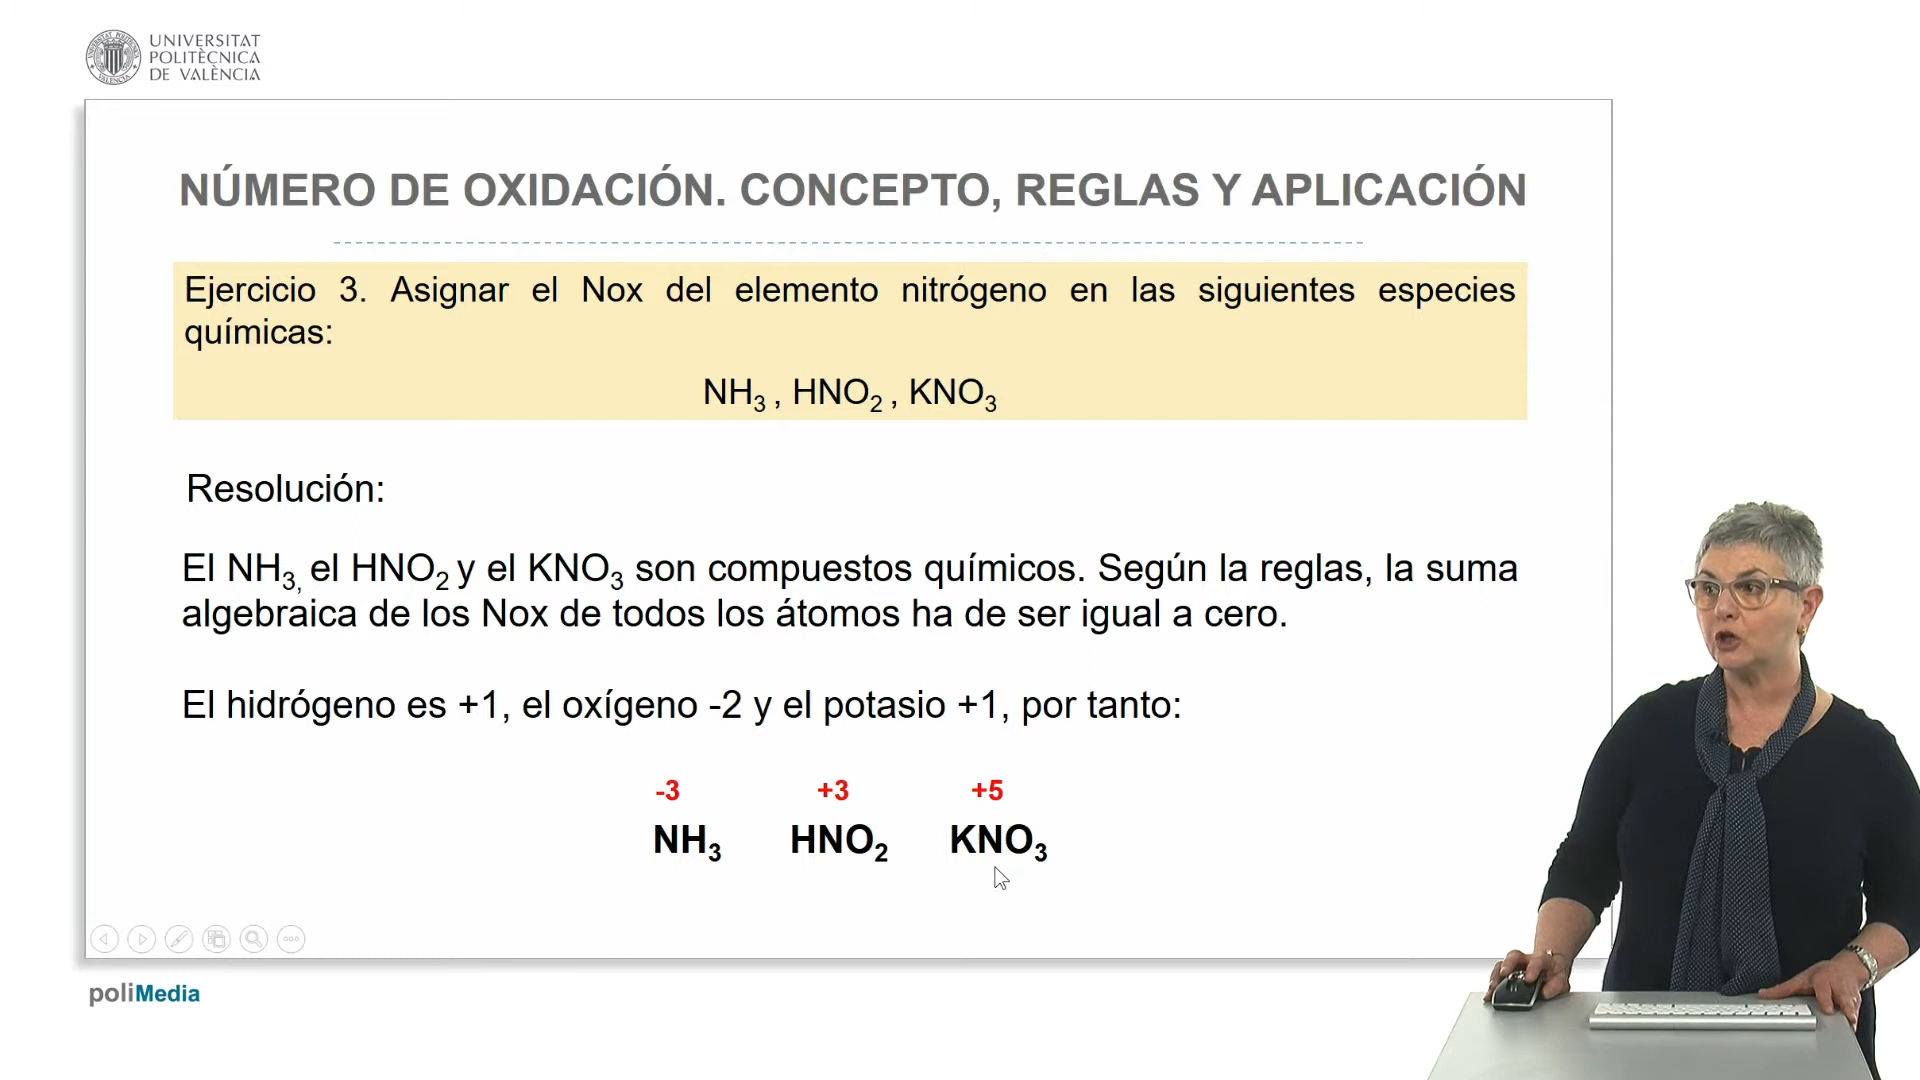 UNIVERSITAT
POLITÈCNICA
DE VALÈNCIA
NÚMERO DE OXIDACIÓN. CONCEPTO, REGLAS Y APLICACIÓN
Ejercicio 3. Asignar el Nox del elemento nitrógeno en las siguientes especies
químicas:
NH₃ , HNO₂ , KNO₃
Resolución:
El NH₃, el HNO₂ y el KNO₃ son compuestos químicos. Según la reglas, la suma
algebraica de los Nox de todos los átomos ha de ser igual a cero.
El hidrógeno es +1, el oxígeno -2 y el potasio +1, por tanto:
-3 +3 +5
NH₃ HNO₂ KNO₃
poliMedia